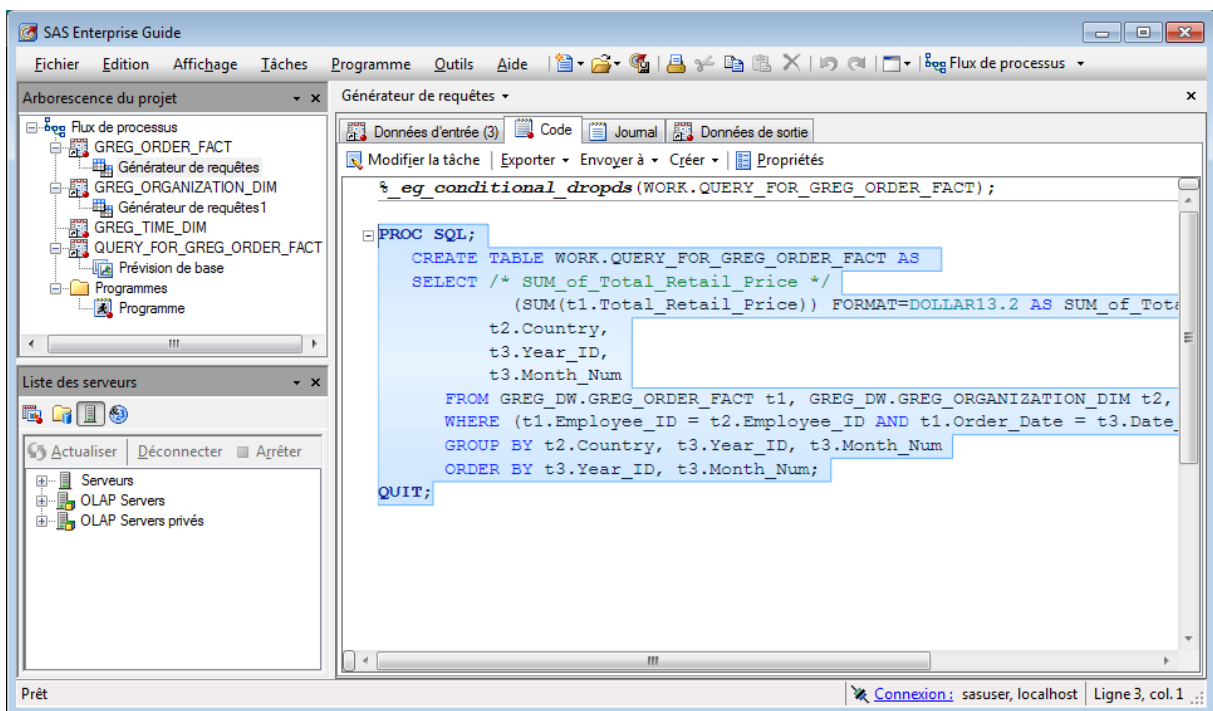 SAS Enterprise Guide
Fichier Edition Affichage Tâches Programme Outils Aide Flux de processus
Arborescence du projet
Flux de processus
GREG_ORDER_FACT
Générateur de requêtes
GREG_ORGANIZATION_DIM
Générateur de requêtes1
GREG_TIME_DIM
QUERY_FOR_GREG_ORDER_FACT
Prévision de base
Programmes
Programme
Liste des serveurs
Actualiser Déconnecter Arrêter
Serveurs
OLAP Servers
OLAP Servers privés
Générateur de requêtes
Données d'entrée (3) Code Journal Données de sortie
Modifier la tâche Exporter Envoyer à Créer Propriétés
%_eg_conditional_dropds(WORK.QUERY_FOR_GREG_ORDER_FACT);
PROC SQL;
CREATE TABLE WORK.QUERY_FOR_GREG_ORDER_FACT AS
SELECT /* SUM_of_Total_Retail_Price */
(SUM(t1.Total_Retail_Price)) FORMAT=DOLLAR13.2 AS SUM_of_Tota
t2.Country,
t3.Year_ID,
t3.Month_Num
FROM GREG_DW.GREG_ORDER_FACT t1, GREG_DW.GREG_ORGANIZATION_DIM t2,
WHERE (t1.Employee_ID = t2.Employee_ID AND t1.Order_Date = t3.Date_
GROUP BY t2.Country, t3.Year_ID, t3.Month_Num
ORDER BY t3.Year_ID, t3.Month_Num;
QUIT;
Prêt
Connexion : sasuser, localhost Ligne 3, col. 1